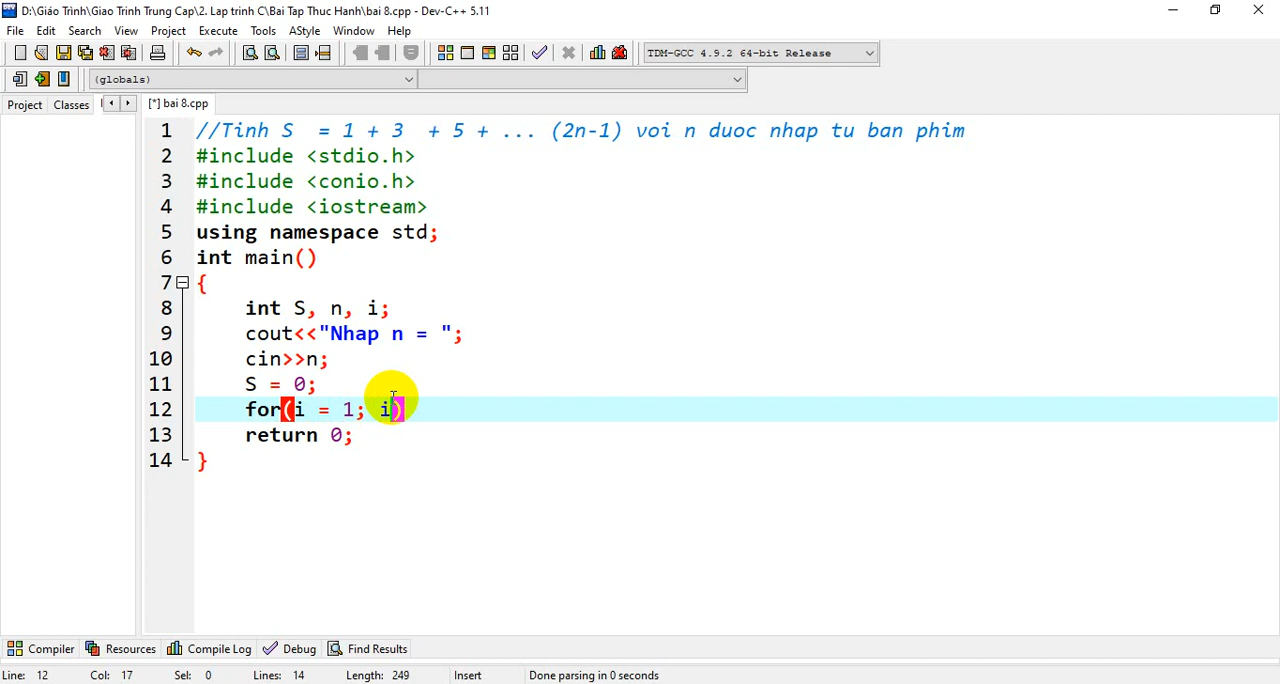 D:\Giáo Trình\Giao Trinh Trung Cap\2. Lap trinh C\Bai Tap Thuc Hanh\bai 8.cpp - Dev-C++ 5.11
File Edit Search View Project Execute Tools AStyle Window Help
TDM-GCC 4.9.2 64-bit Release
(globals)
Project Classes [*] bai 8.cpp
1 //Tinh S  = 1 + 3  + 5 + ... (2n-1) voi n duoc nhap tu ban phim
2 #include <stdio.h>
3 #include <conio.h>
4 #include <iostream>
5 using namespace std;
6 int main()
7 {
8     int S, n, i;
9     cout<<"Nhap n = ";
10     cin>>n;
11     S = 0;
12     for(i = 1; i)
13     return 0;
14 }
Compiler Resources Compile Log Debug Find Results
Line: 12 Col: 17 Sel: 0 Lines: 14 Length: 249 Insert Done parsing in 0 seconds